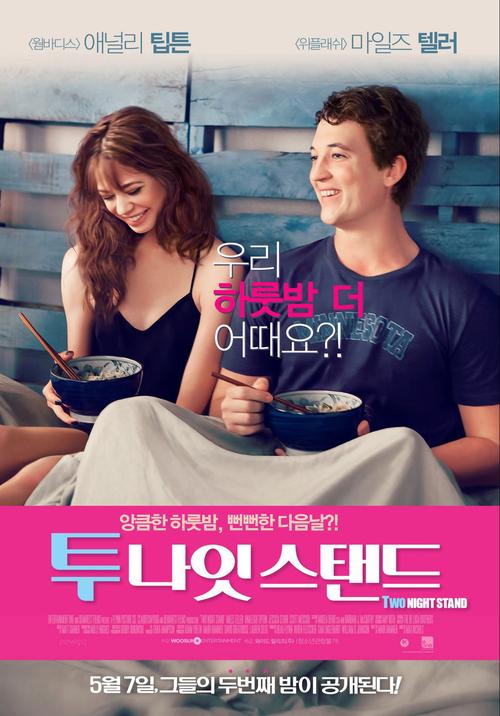 <웜바디스> 애널리 팁튼
<위플래쉬> 마일즈 텔러
우리
하룻밤 더
어때요?!
MINNESOTA
앙큼한 하룻밤, 뻔뻔한 다음날?!
투 나잇 스탠드
TWO NIGHT STAND
WOOSUNG ENTERTAINMENT
5월 7일, 그들의 두번째 밤이 공개된다!